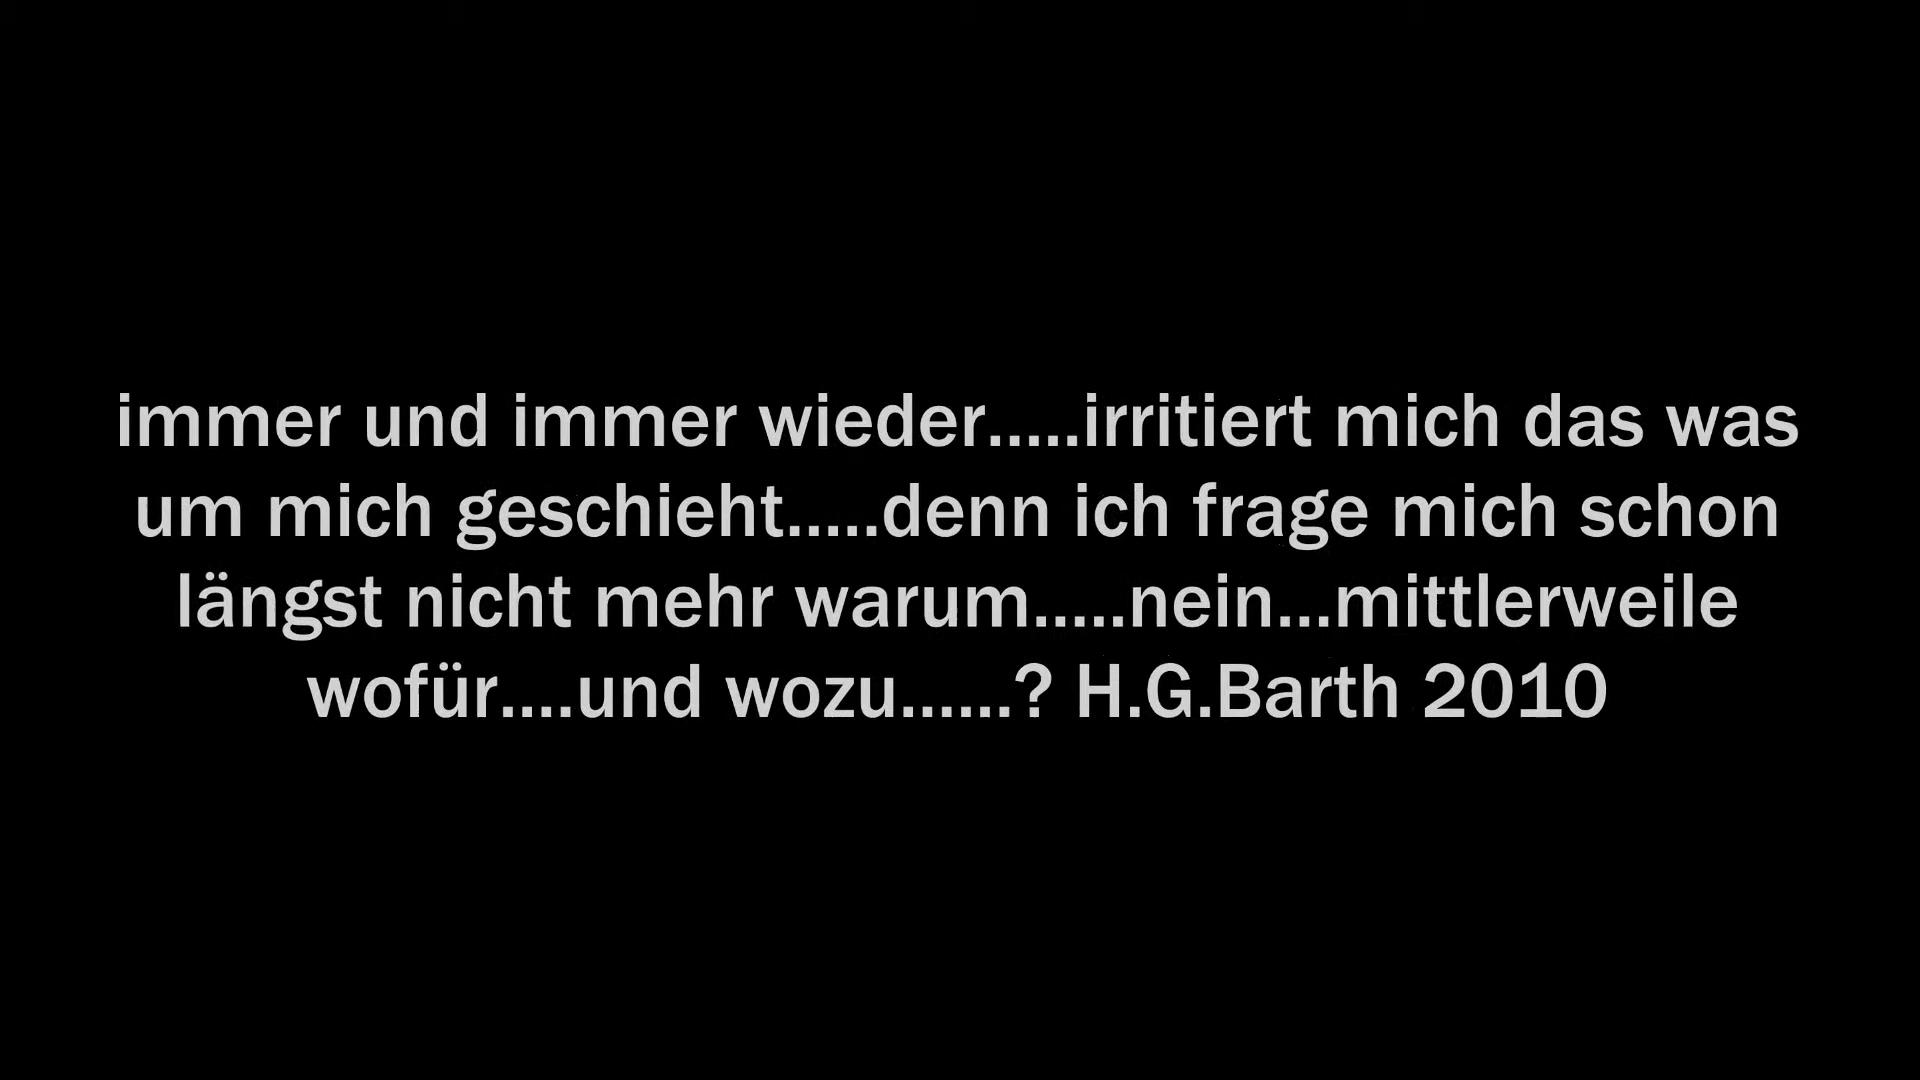 immer und immer wieder.....irritiert mich das was
um mich geschieht.....denn ich frage mich schon
längst nicht mehr warum.....nein...mittlerweile
wofür....und wozu......? H.G.Barth 2010